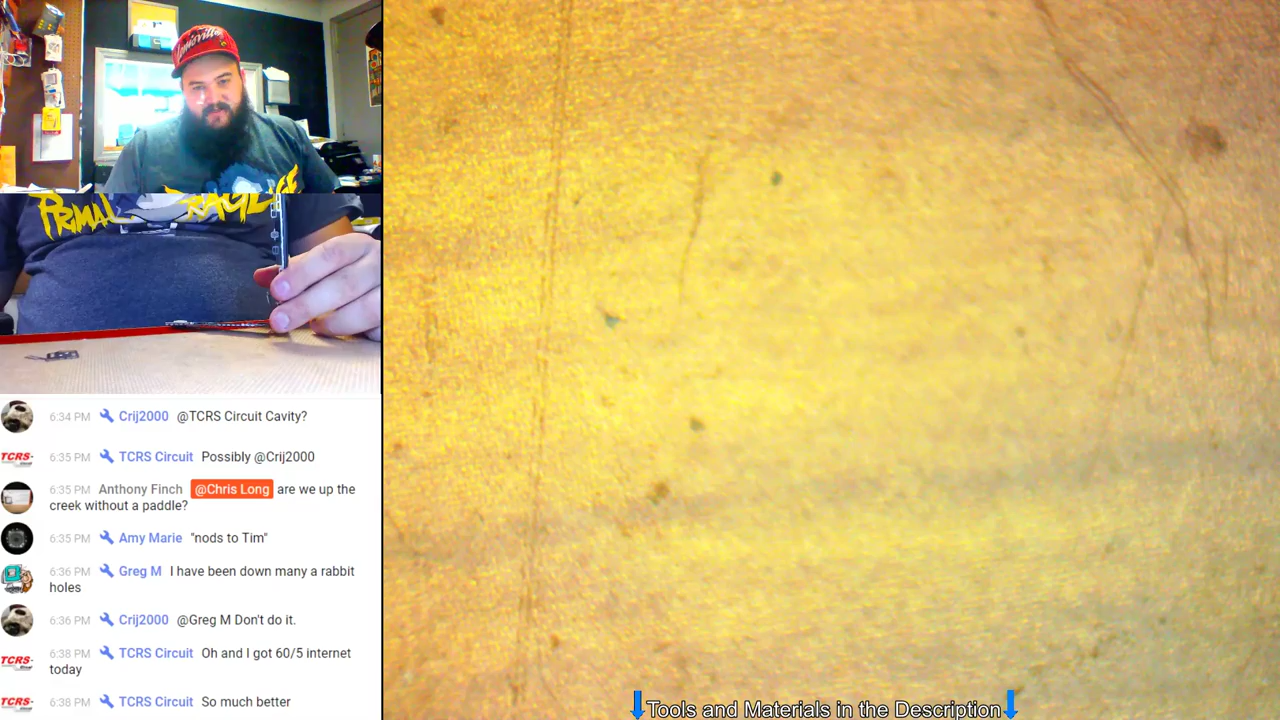 Louisville
PRIMAL RAGE
6:34 PM Crij2000 @TCRS Circuit Cavity?
6:35 PM TCRS Circuit Possibly @Crij2000
6:35 PM Anthony Finch @Chris Long are we up the
creek without a paddle?
6:35 PM Amy Marie "nods to Tim"
6:36 PM Greg M I have been down many a rabbit
holes
6:36 PM Crij2000 @Greg M Don't do it.
TCRS- 6:38 PM TCRS Circuit Oh and I got 60/5 internet
today
TCRS- 6:38 PM TCRS Circuit So much better
Tools and Materials in the Description